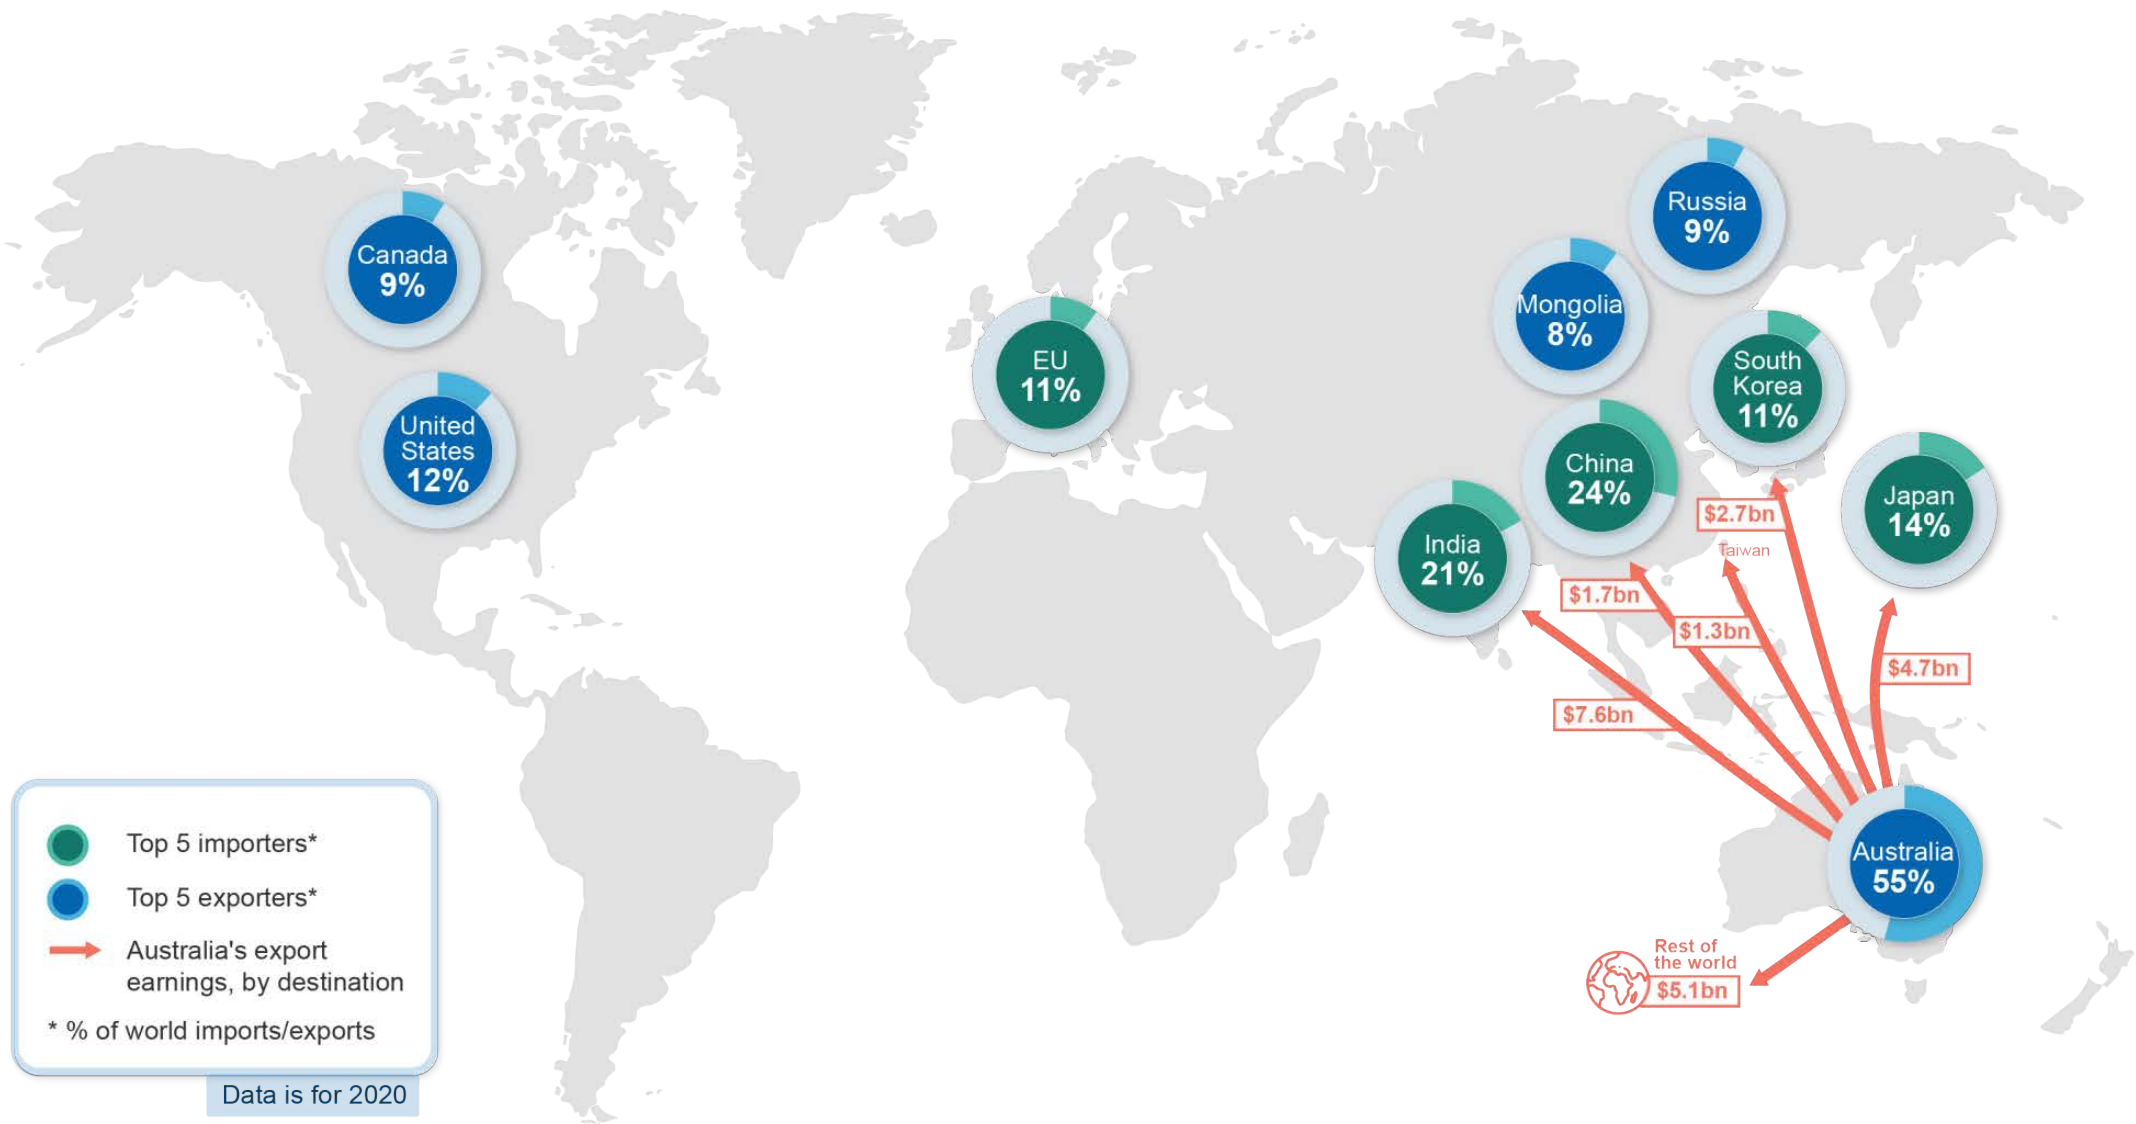 Canada
9%
United
States
12%
EU
11%
Russia
9%
Mongolia
8%
South
Korea
11%
China
24%
India
21%
Japan
14%
$2.7bn
Taiwan
$1.7bn
$1.3bn
$4.7bn
$7.6bn
Australia
55%
Rest of
the world
$5.1bn
Top 5 importers*
Top 5 exporters*
Australia's export
earnings, by destination
* % of world imports/exports
Data is for 2020